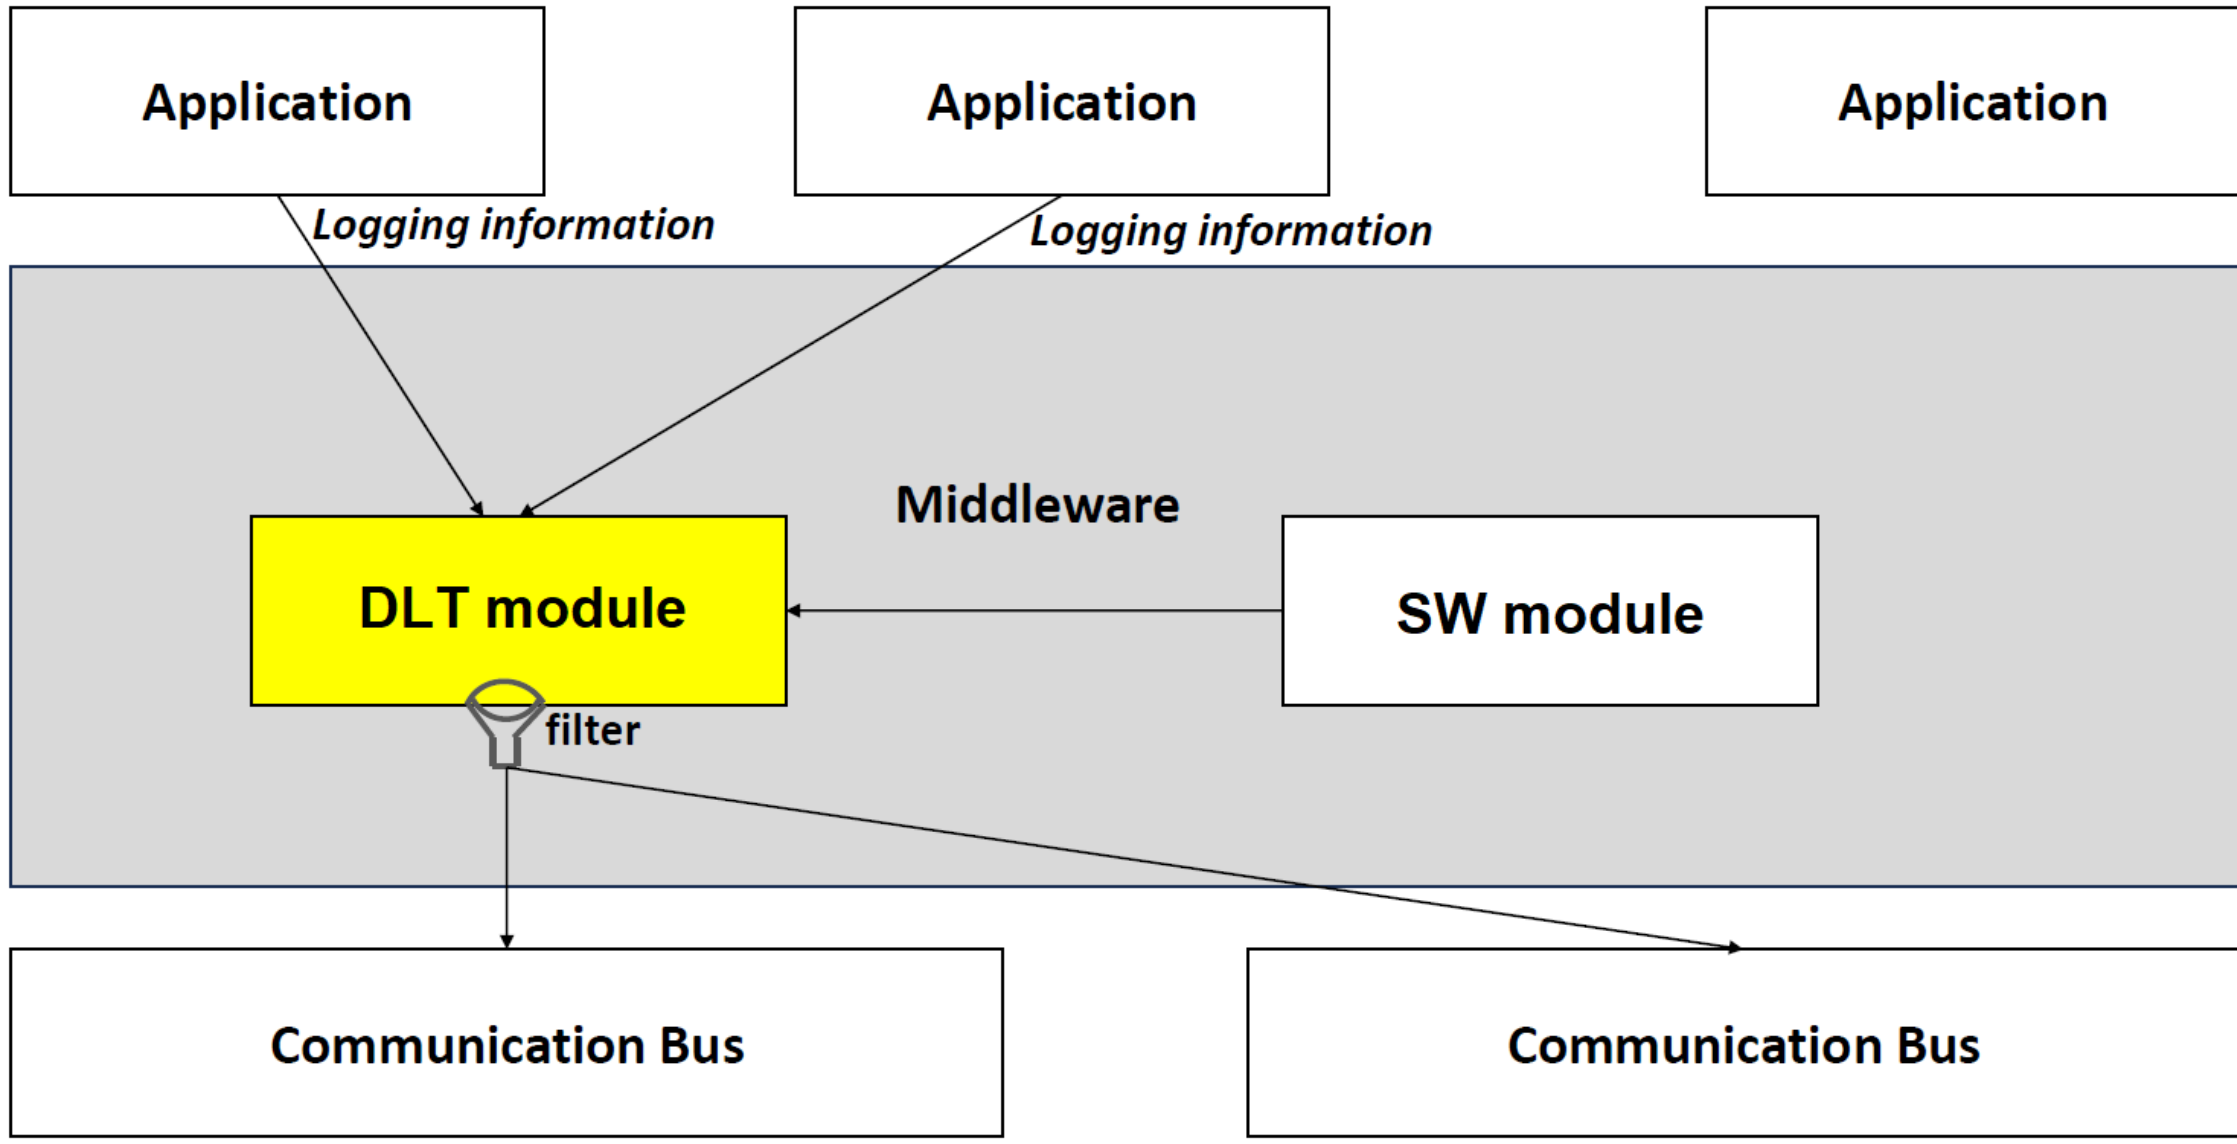 Application
Application
Application
Logging information
Logging information
Middleware
DLT module
SW module
filter
Communication Bus
Communication Bus